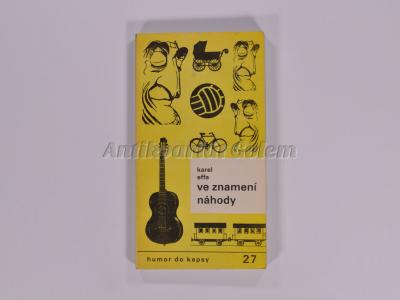 Antikvariát Golem
karel
effa
ve znamení
náhody
humor do kapsy 27